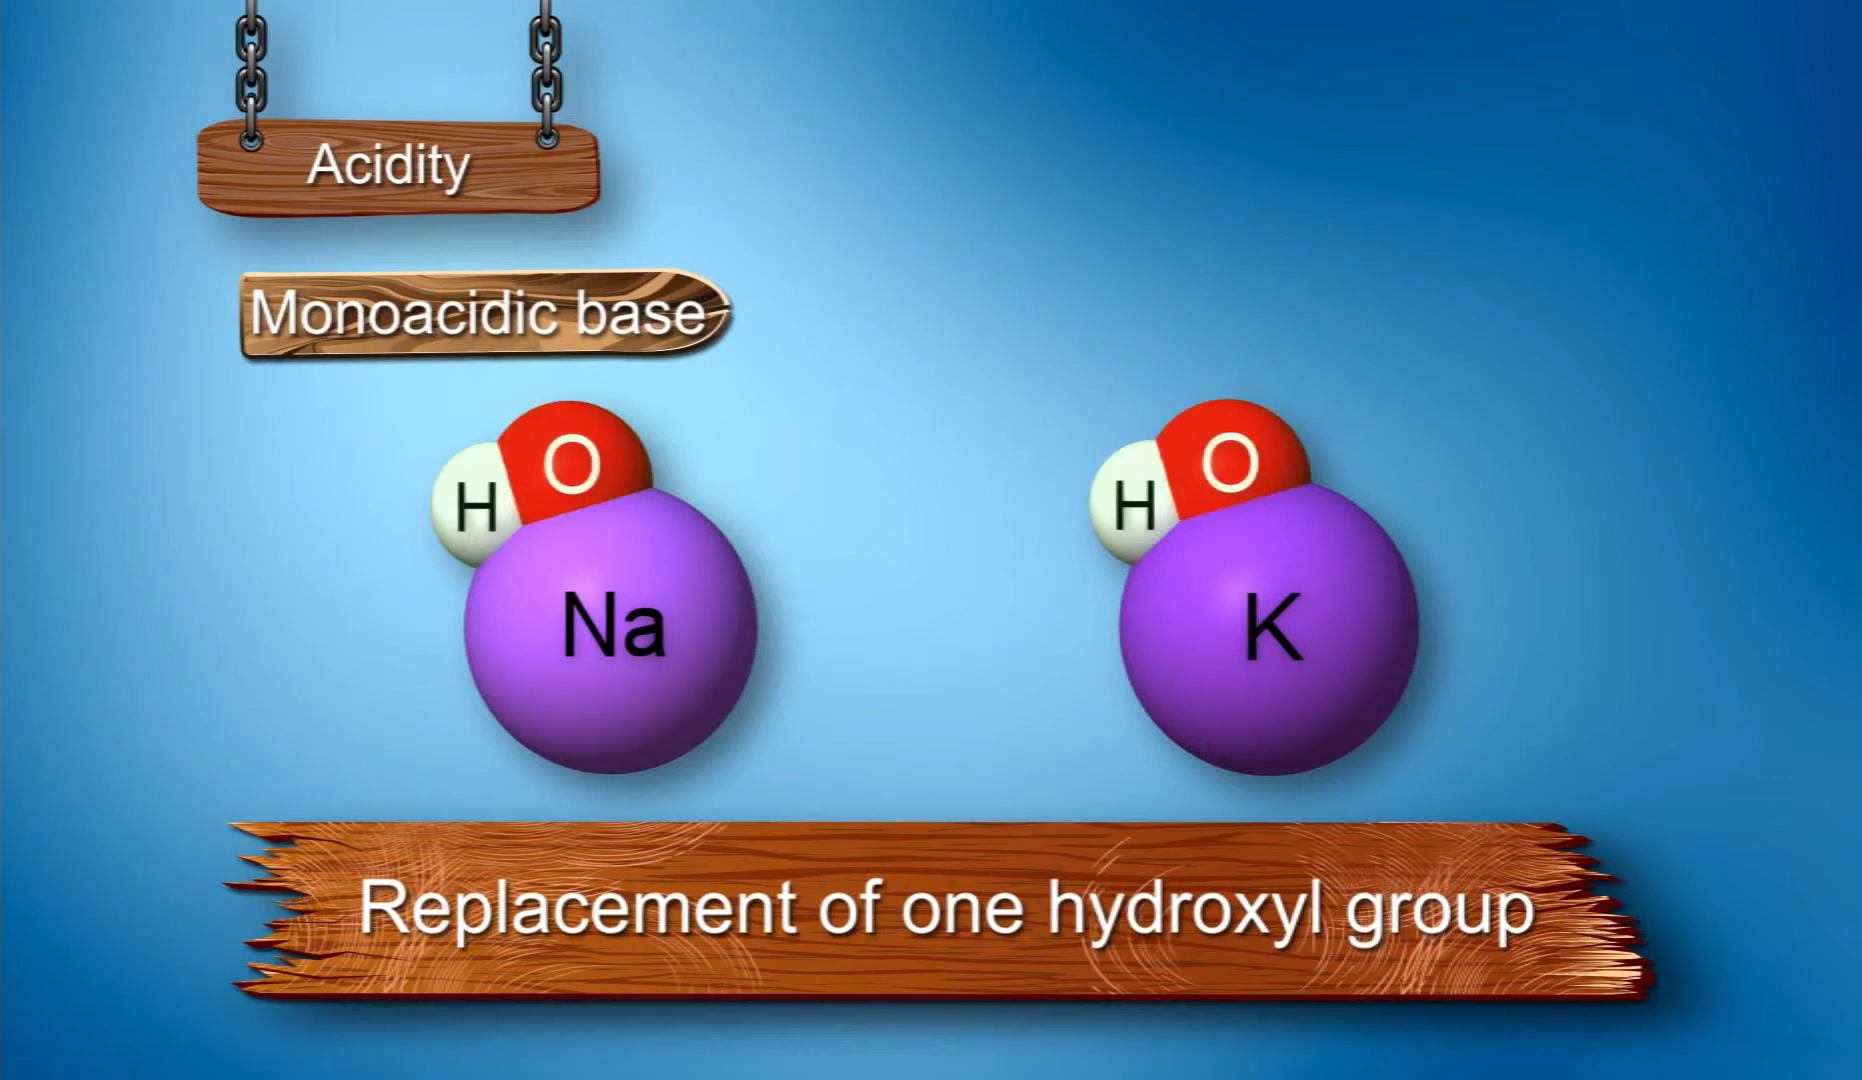 Acidity
Monoacidic base
O
H
Na
O
H
K
Replacement of one hydroxyl group